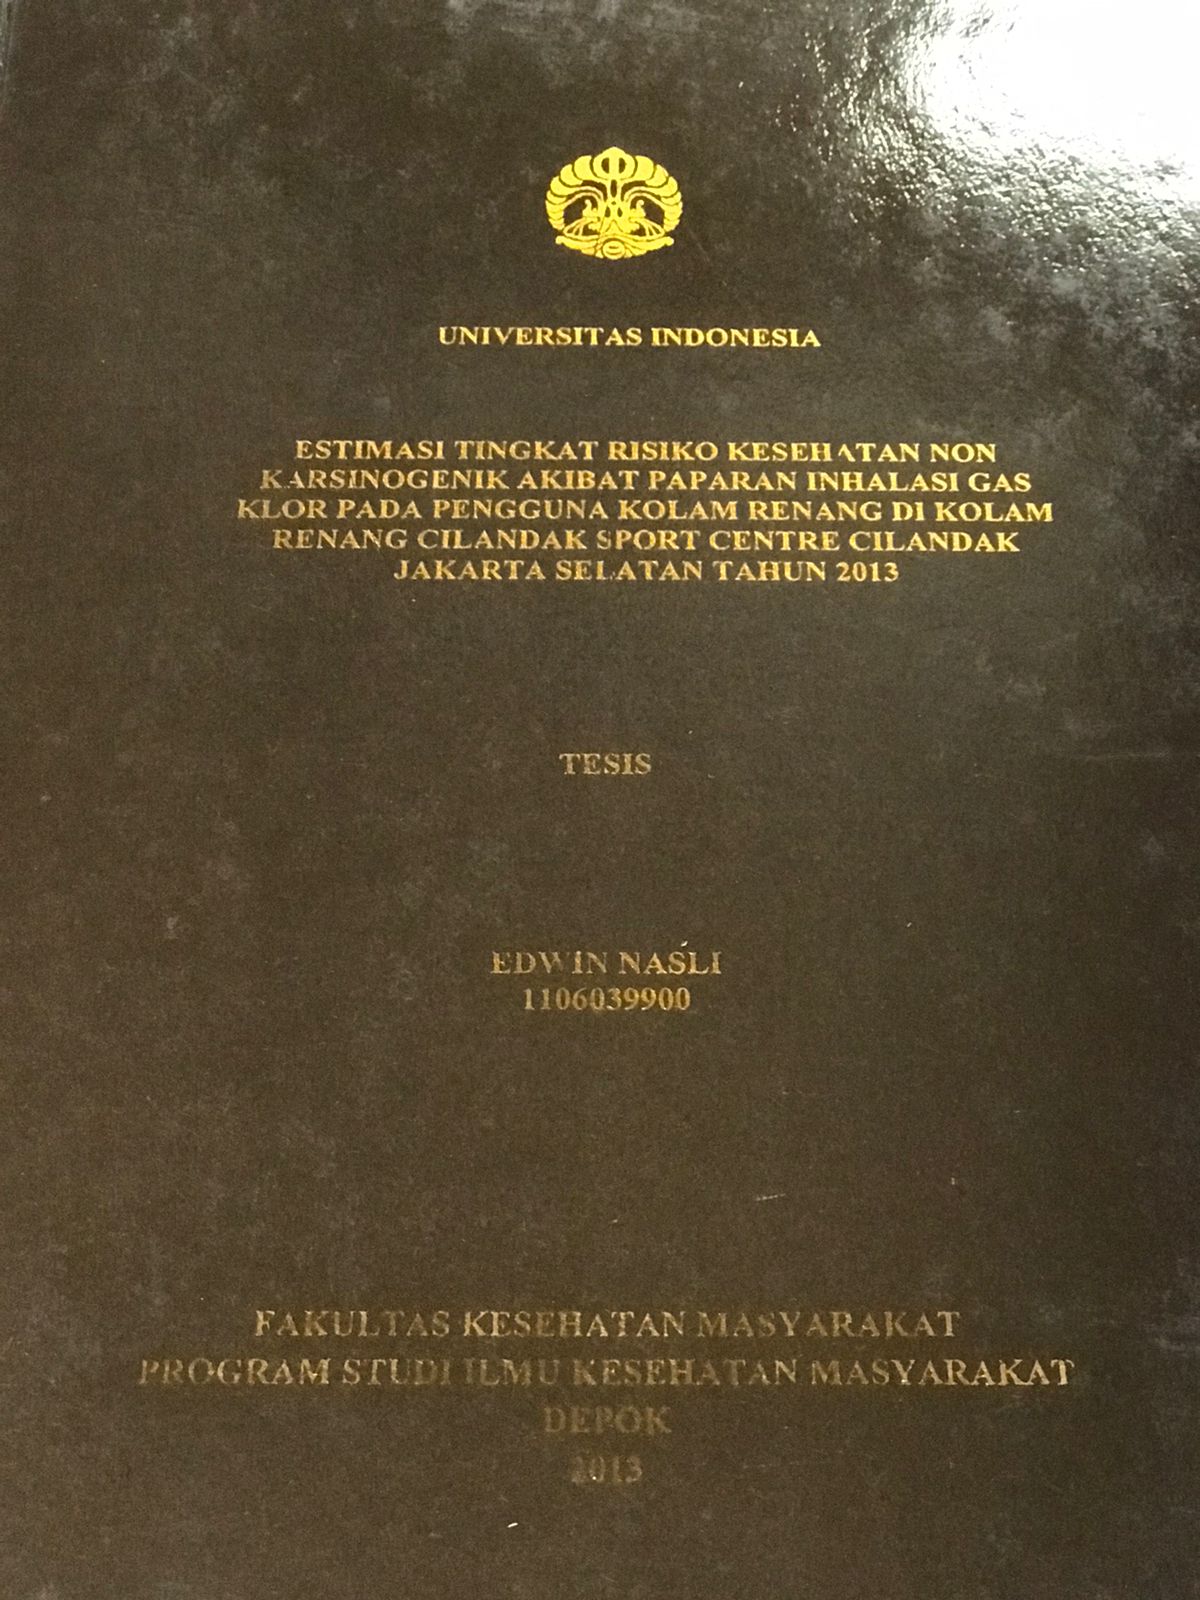 UNIVERSITAS INDONESIA
ESTIMASI TINGKAT RISIKO KESEHATAN NON
KARSINOGENIK AKIBAT PAPARAN INHALASI GAS
KLOR PADA PENGGUNA KOLAM RENANG DI KOLAM
RENANG CILANDAK SPORT CENTRE CILANDAK
JAKARTA SELATAN TAHUN 2013
TESIS
EDWIN NASLI
1106039900
FAKULTAS KESEHATAN MASYARAKAT
PROGRAM STUDI ILMU KESEHATAN MASYARAKAT
DEPOK
2013